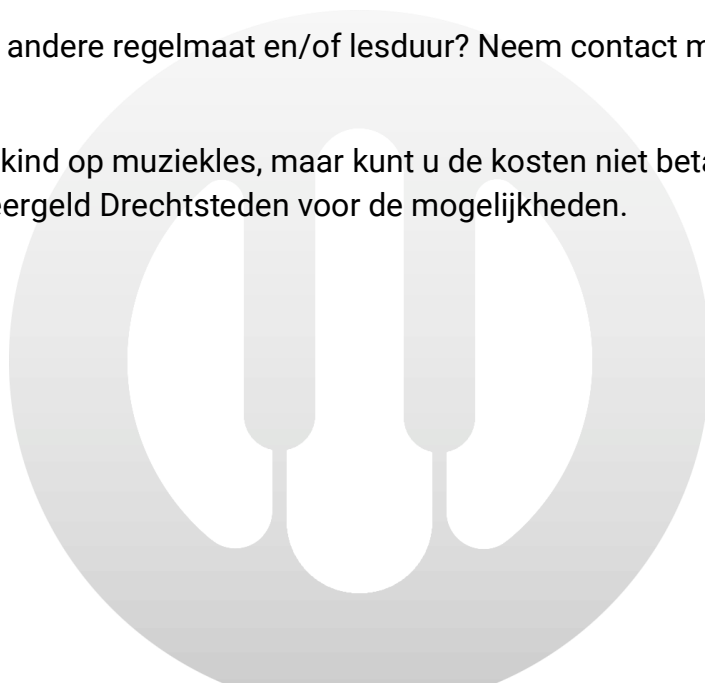 andere regelmaat en/of lesduur? Neem contact m
kind op muziekles, maar kunt u de kosten niet beta
ergeld Drechtsteden voor de mogelijkheden.